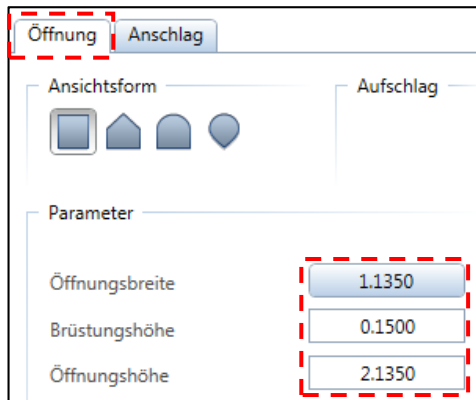 Öffnung Anschlag
Ansichtsform Aufschlag
Parameter
Öffnungsbreite 1.1350
Brüstungshöhe 0.1500
Öffnungshöhe 2.1350